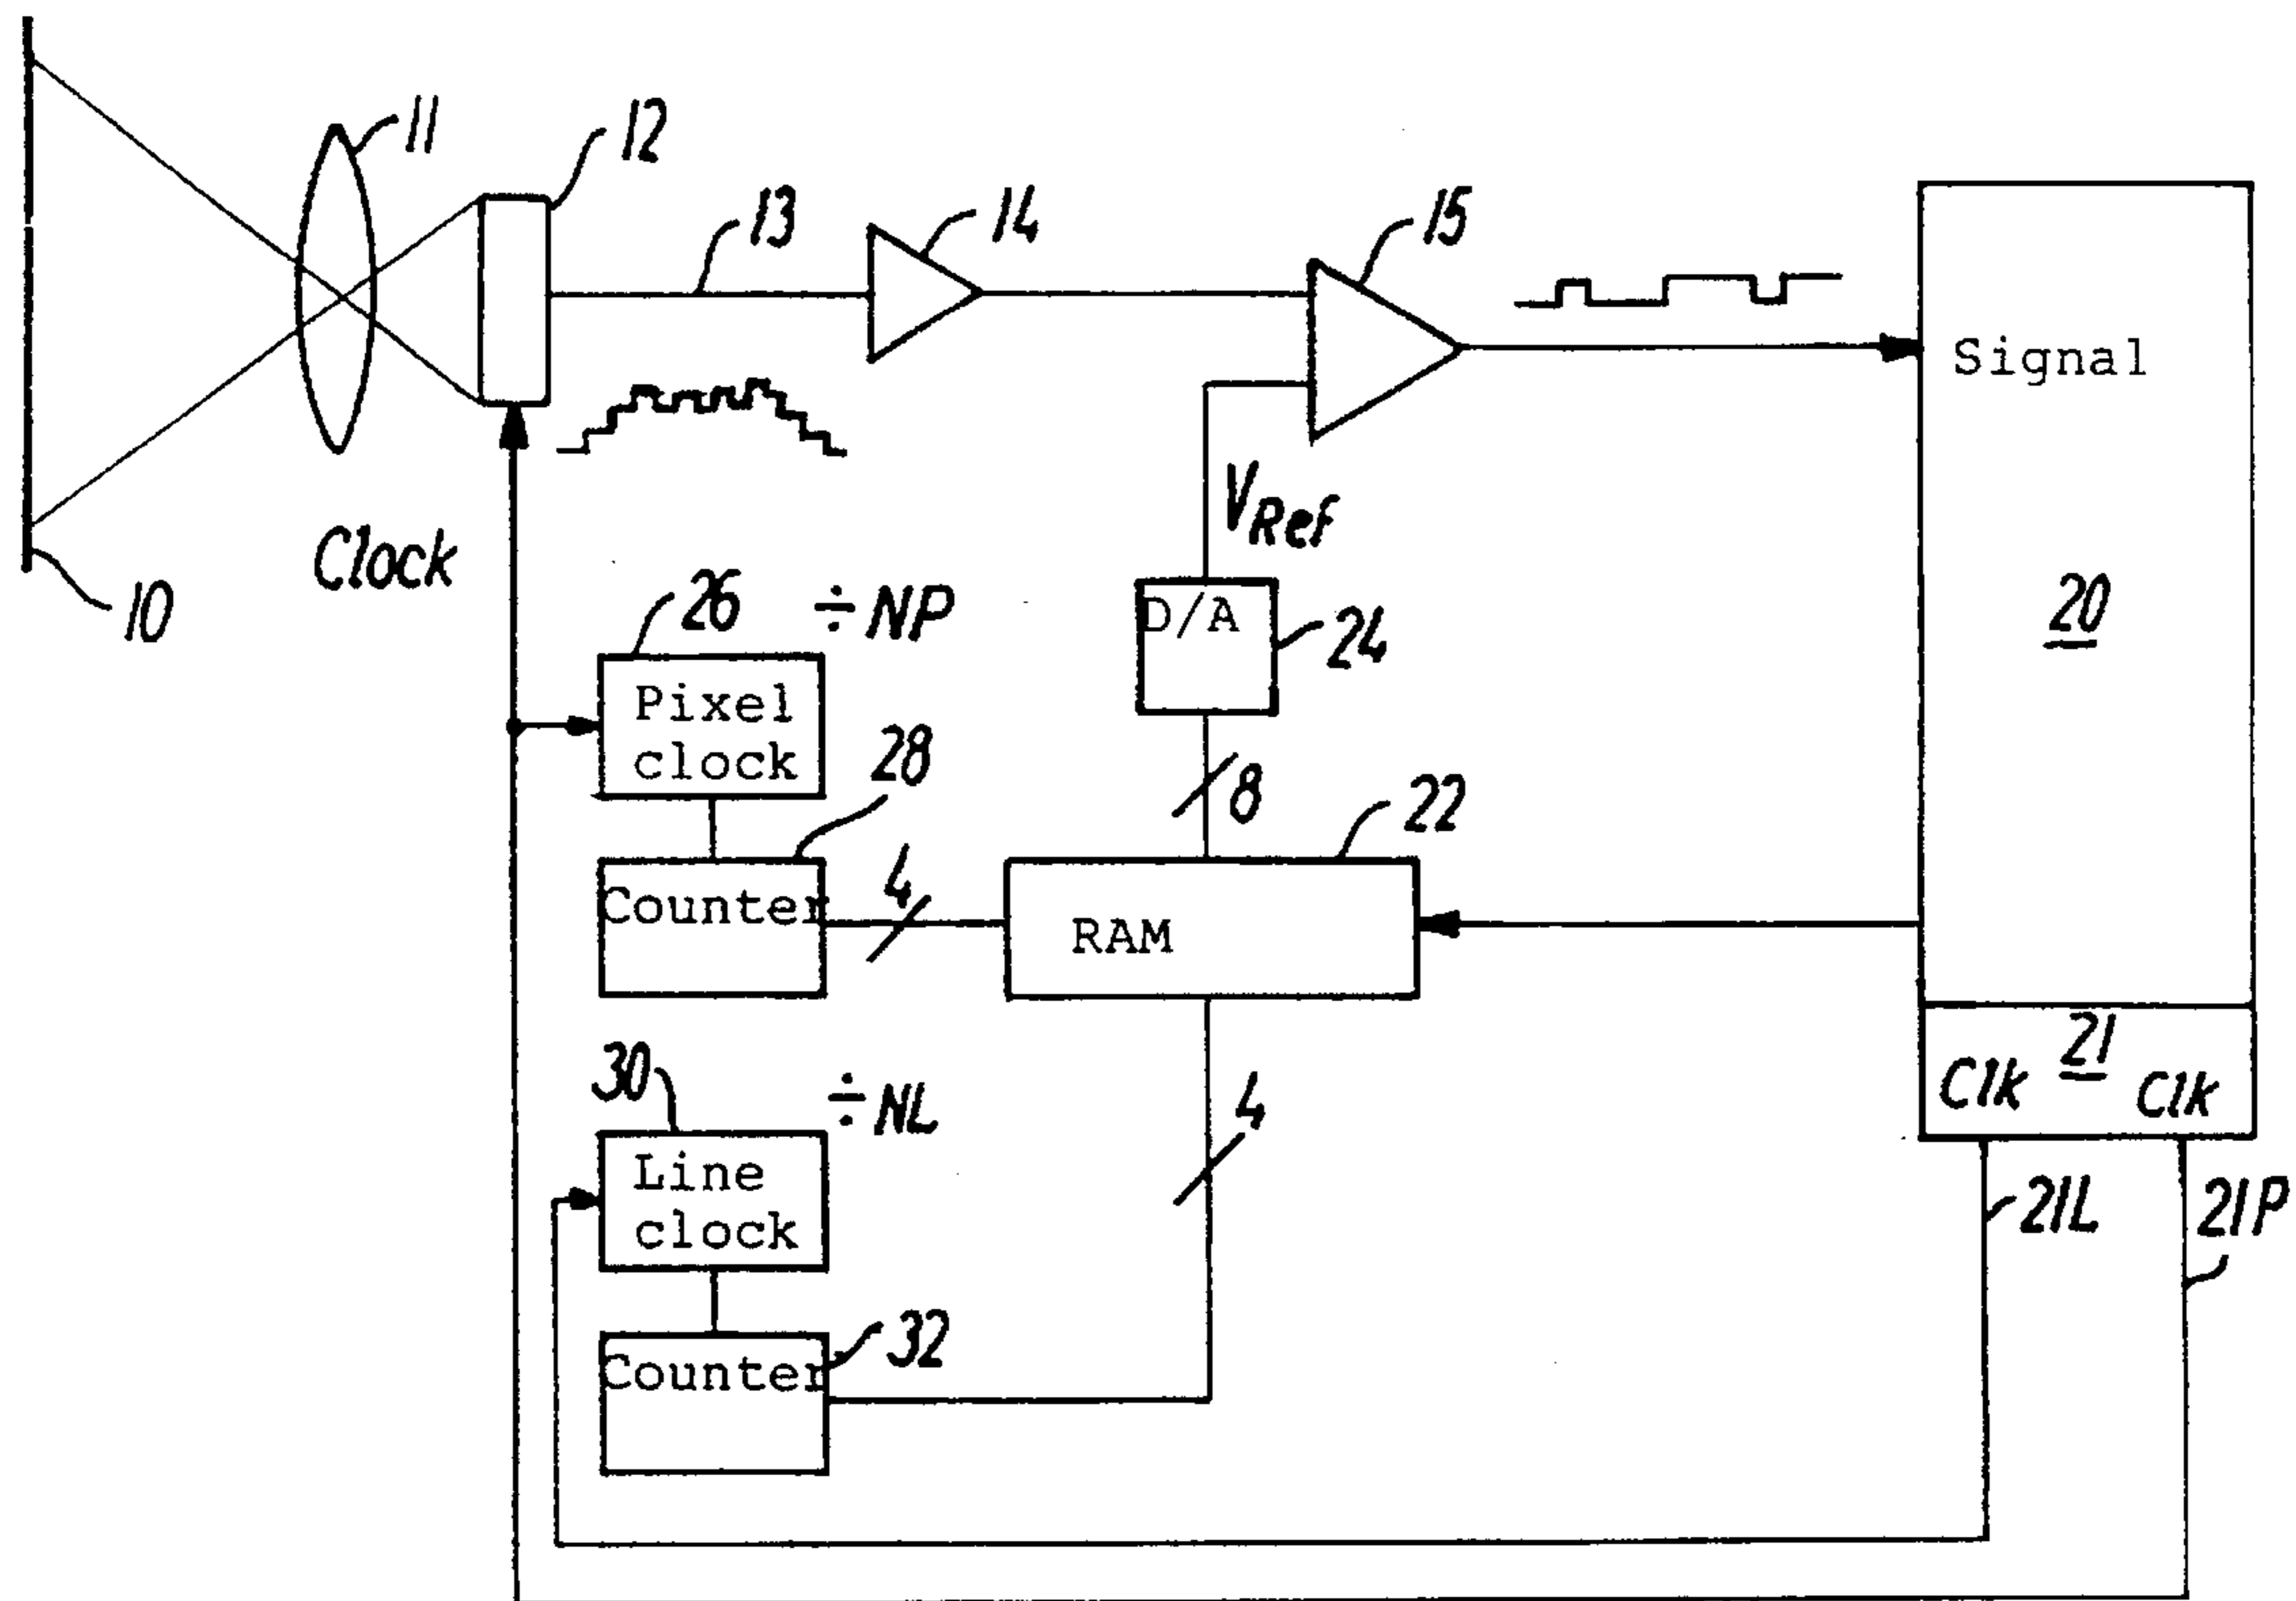 11
12
13
14
15
Signal
10
Clock
VRef
20
26
÷NP
D/A
24
Pixel
clock
28
8
22
4
Counter
RAM
21
Clk
Clk
30
÷NL
4
Line
clock
21L
21P
32
Counter